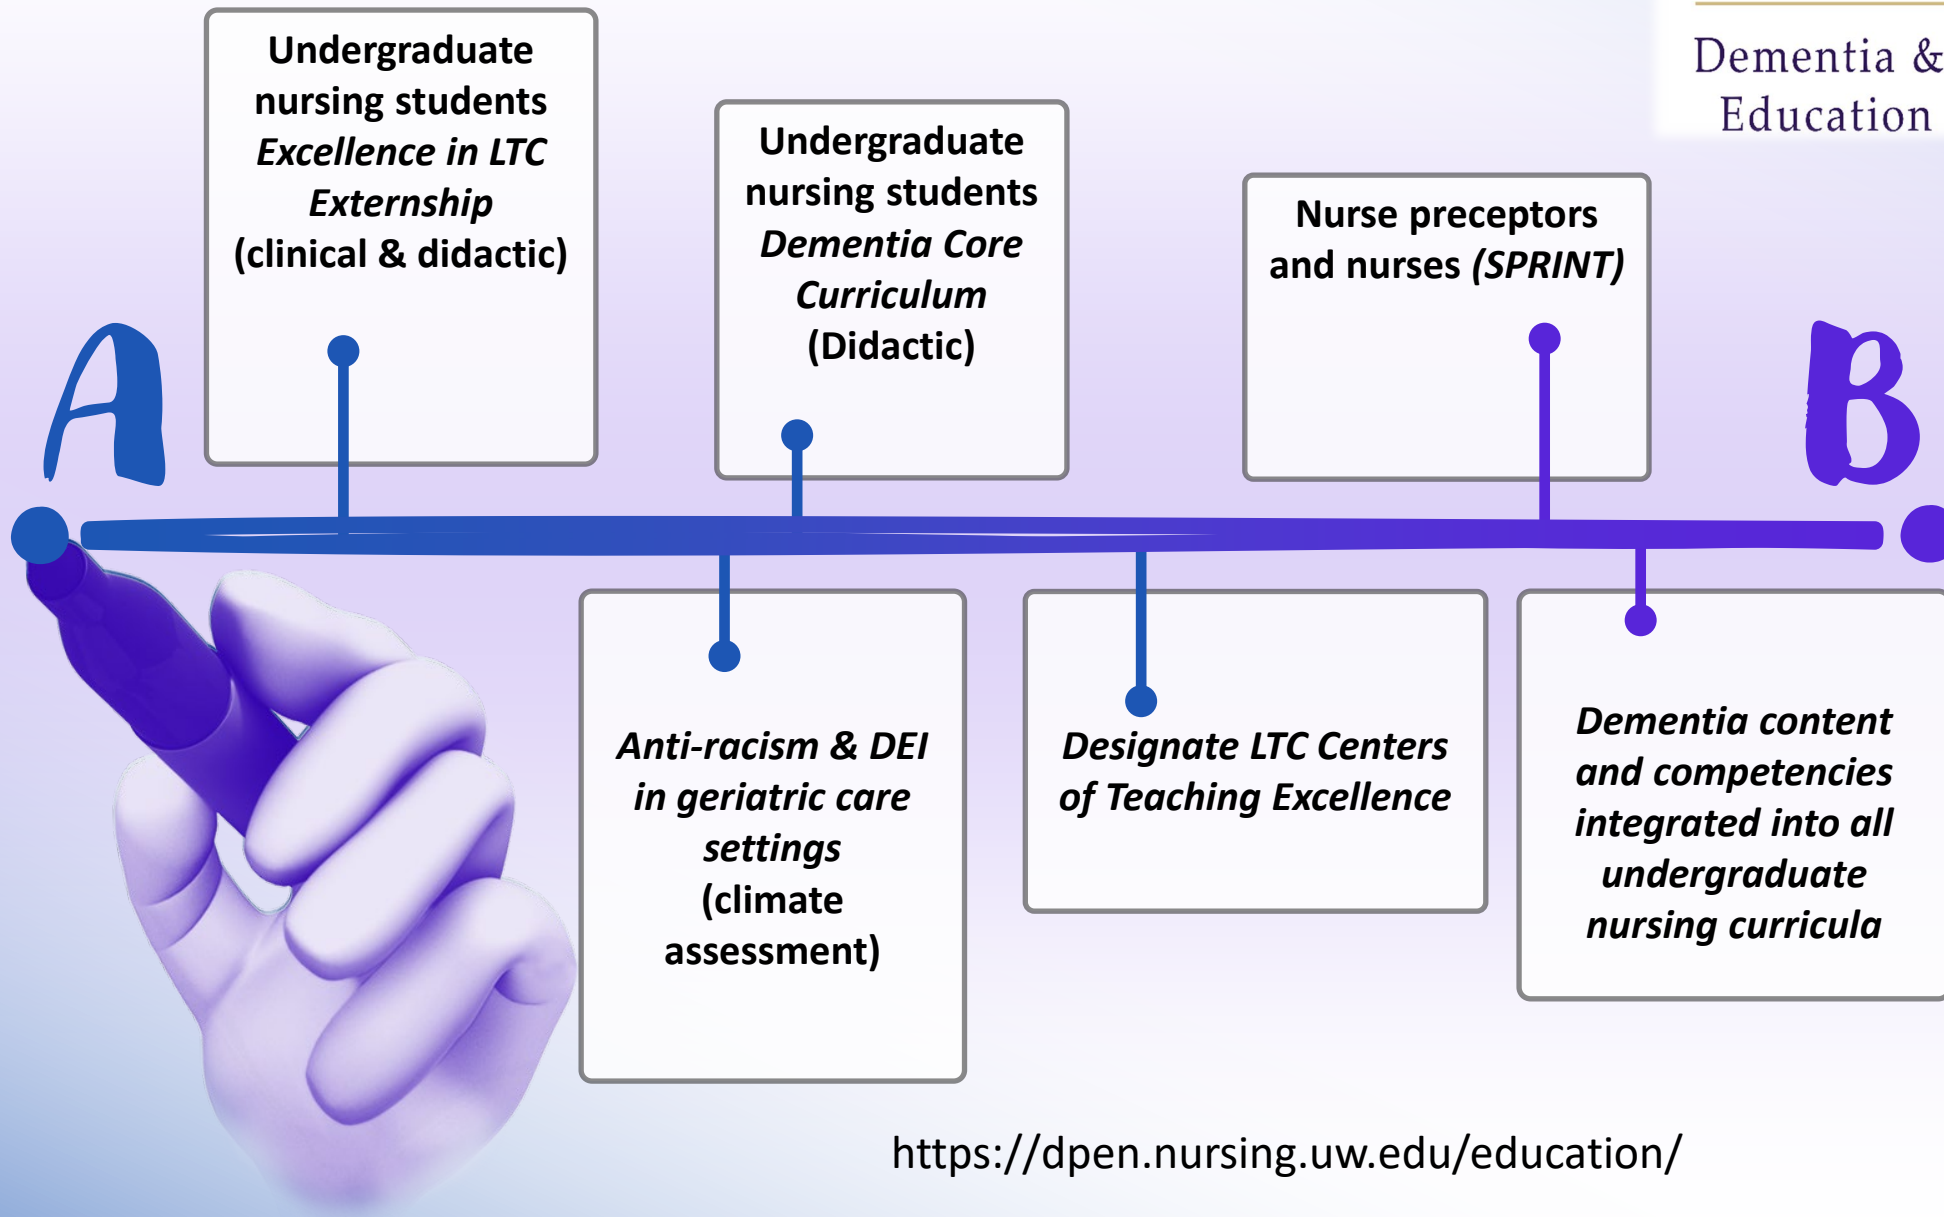 Dementia &
Education
Undergraduate
nursing students
Excellence in LTC
Externship
(clinical & didactic)
Undergraduate
nursing students
Dementia Core
Curriculum
(Didactic)
Nurse preceptors
and nurses (SPRINT)
A
B
Anti-racism & DEI
in geriatric care
settings
(climate
assessment)
Designate LTC Centers
of Teaching Excellence
Dementia content
and competencies
integrated into all
undergraduate
nursing curricula
https://dpen.nursing.uw.edu/education/